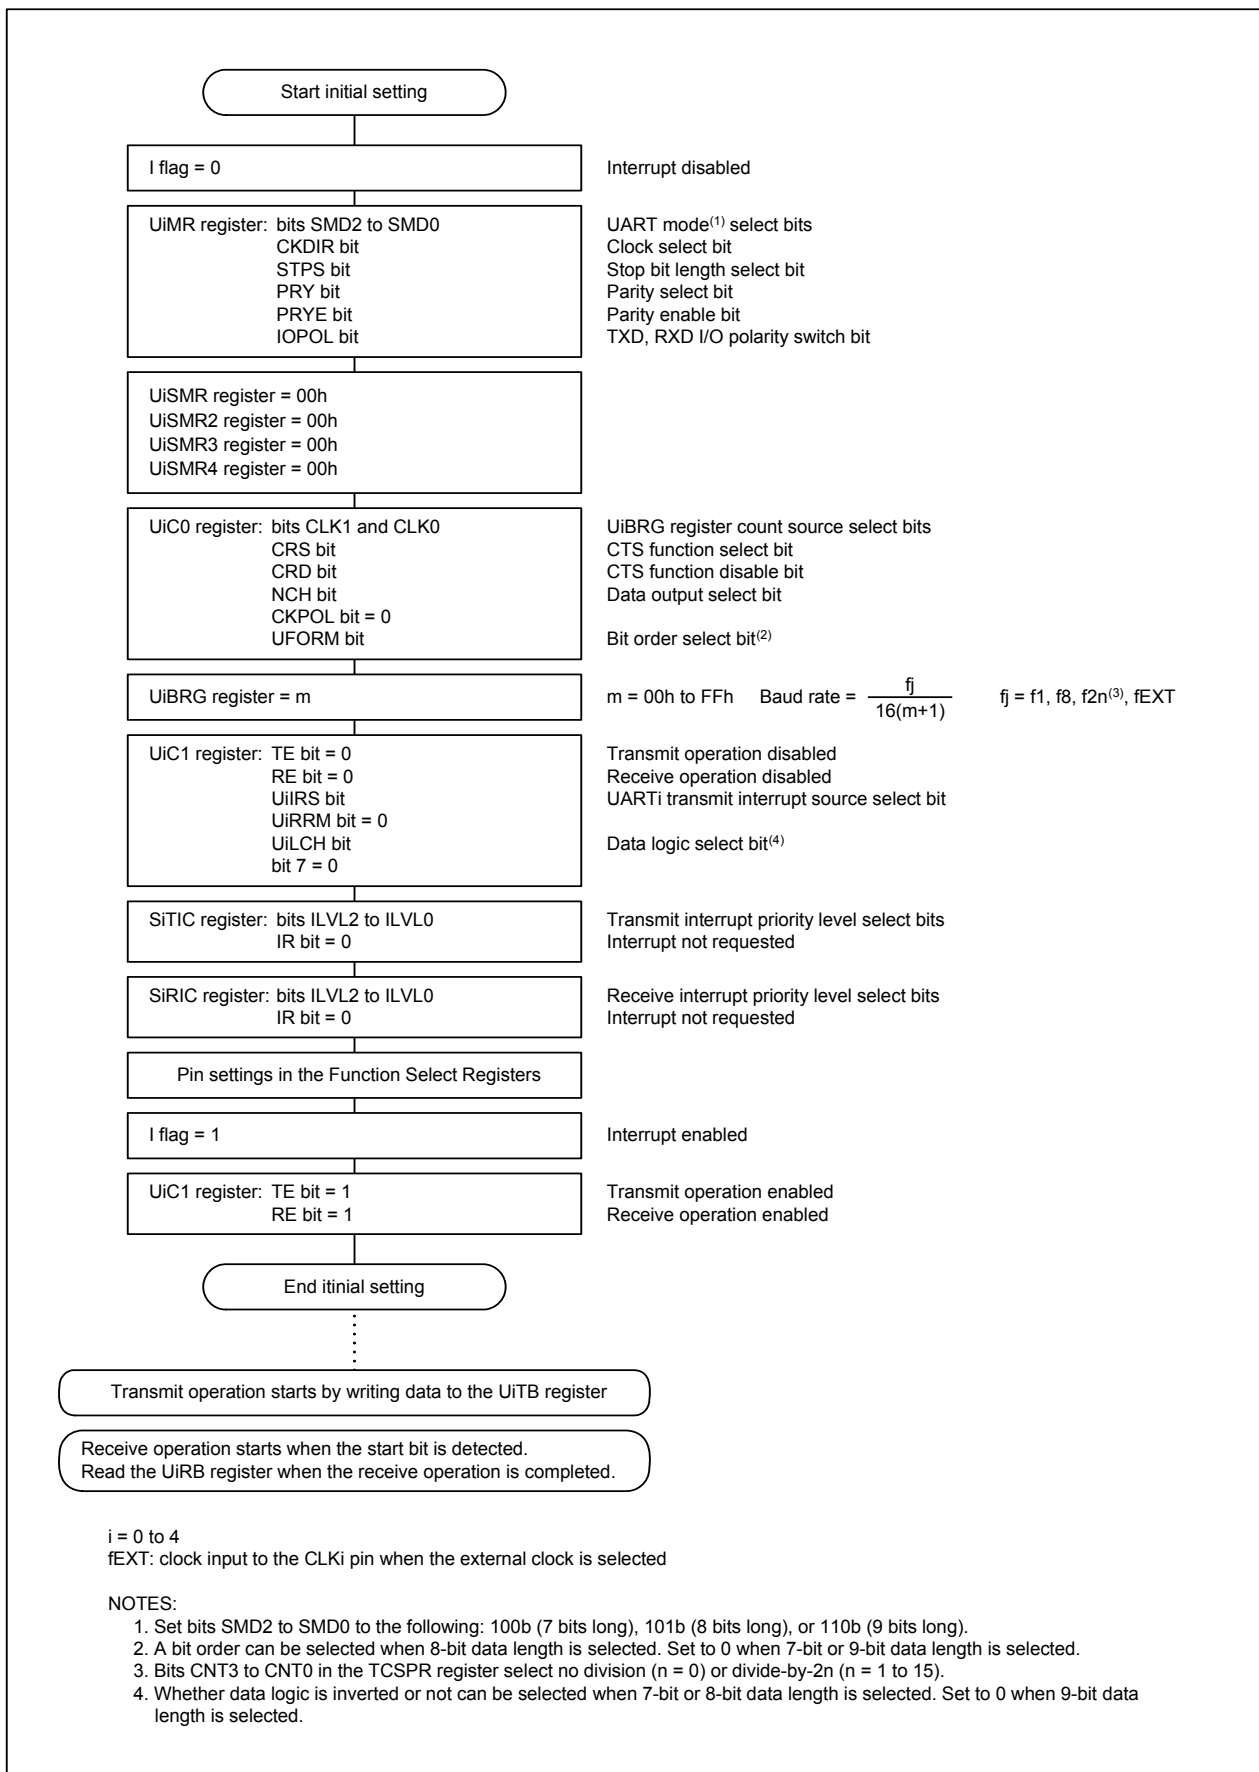 Start initial setting
I flag = 0 Interrupt disabled
UiMR register: bits SMD2 to SMD0 UART mode(1) select bits
CKDIR bit Clock select bit
STPS bit Stop bit length select bit
PRY bit Parity select bit
PRYE bit Parity enable bit
IOPOL bit TXD, RXD I/O polarity switch bit
UiSMR register = 00h
UiSMR2 register = 00h
UiSMR3 register = 00h
UiSMR4 register = 00h
UiC0 register: bits CLK1 and CLK0 UiBRG register count source select bits
CRS bit CTS function select bit
CRD bit CTS function disable bit
NCH bit Data output select bit
CKPOL bit = 0
UFORM bit Bit order select bit(2)
UiBRG register = m m = 00h to FFh Baud rate = fj / 16(m+1) fj = f1, f8, f2n(3), fEXT
UiC1 register: TE bit = 0 Transmit operation disabled
RE bit = 0 Receive operation disabled
UiIRS bit UARTi transmit interrupt source select bit
UiRRM bit = 0
UiLCH bit Data logic select bit(4)
bit 7 = 0
SiTIC register: bits ILVL2 to ILVL0 Transmit interrupt priority level select bits
IR bit = 0 Interrupt not requested
SiRIC register: bits ILVL2 to ILVL0 Receive interrupt priority level select bits
IR bit = 0 Interrupt not requested
Pin settings in the Function Select Registers
I flag = 1 Interrupt enabled
UiC1 register: TE bit = 1 Transmit operation enabled
RE bit = 1 Receive operation enabled
End itinial setting
Transmit operation starts by writing data to the UiTB register
Receive operation starts when the start bit is detected.
Read the UiRB register when the receive operation is completed.
i = 0 to 4
fEXT: clock input to the CLKi pin when the external clock is selected
NOTES:
1. Set bits SMD2 to SMD0 to the following: 100b (7 bits long), 101b (8 bits long), or 110b (9 bits long).
2. A bit order can be selected when 8-bit data length is selected. Set to 0 when 7-bit or 9-bit data length is selected.
3. Bits CNT3 to CNT0 in the TCSPR register select no division (n = 0) or divide-by-2n (n = 1 to 15).
4. Whether data logic is inverted or not can be selected when 7-bit or 8-bit data length is selected. Set to 0 when 9-bit data
length is selected.